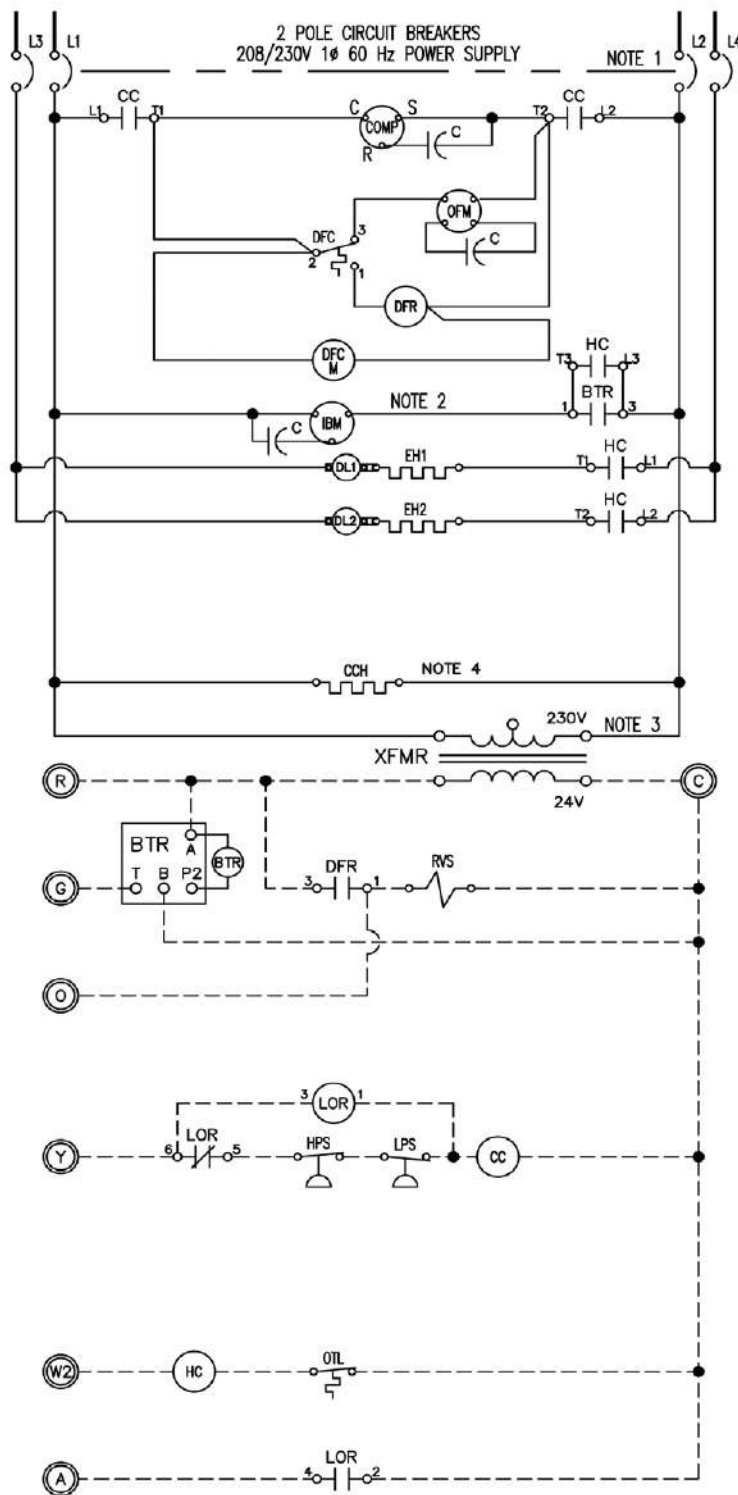 L3 L1 2 POLE CIRCUIT BREAKERS L2 L4
208/230V 1ø 60 Hz POWER SUPPLY NOTE 1
L1 CC T1 C COMP S T2 CC L2
R C
OFM
DFC 3 C
2 1
DFR
DFC M
HC
T3 L3
NOTE 2 BTR
C IBM 1 3
DL1 EH1 T1 HC L1
DL2 EH2 T2 HC L2
CCH NOTE 4
230V NOTE 3
XFMR
R C
24V
BTR A BTR
G T B P2 3 DFR 1 RVS
O
3 LOR 1
LOR HPS LPS
Y 6 5 CC
W2 HC OTL
LOR
A 4 2